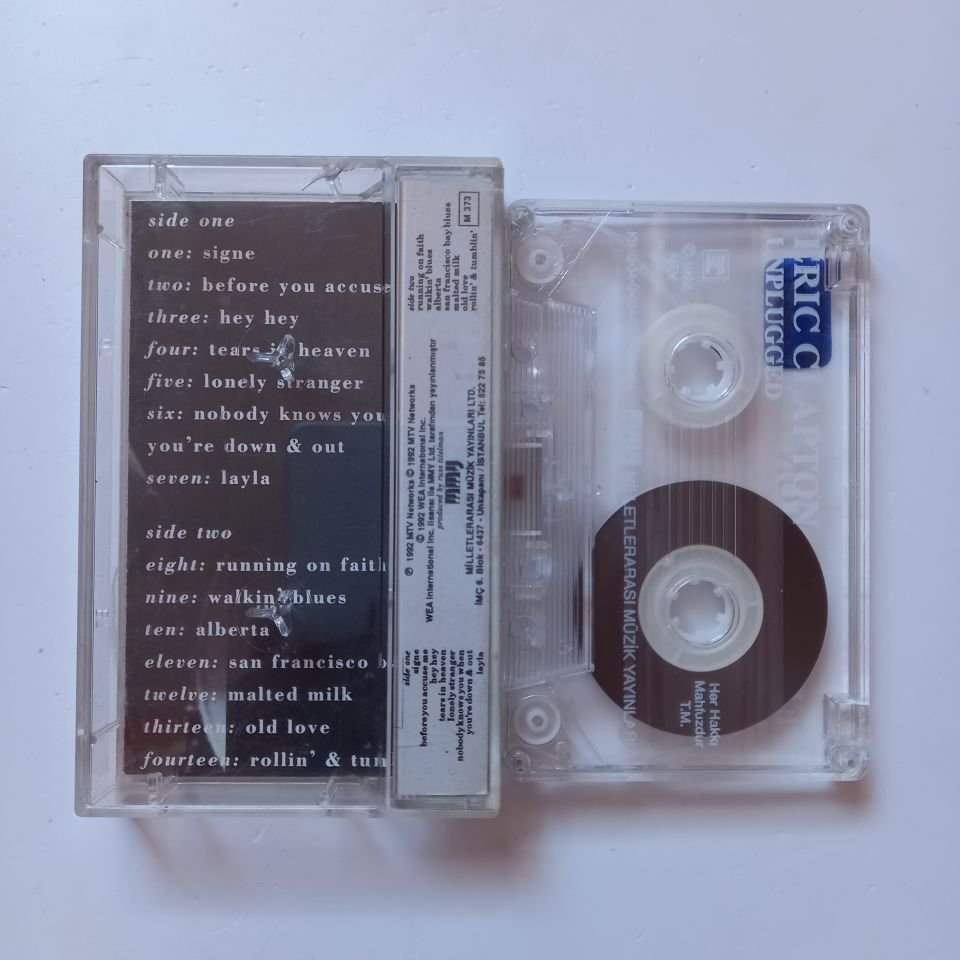 side one
one: signe
two: before you accuse
three: hey hey
four: tears in heaven
five: lonely stranger
six: nobody knows you
you're down & out
seven: layla
side two
eight: running on faith
nine: walkin' blues
ten: alberta
eleven: san francisco b
twelve: malted milk
thirteen: old love
fourteen: rollin' & tum
side two
running on faith
walkin' blues
alberta
san francisco bay blues
malted milk
old love
rollin' & tumblin'
M 373
℗ 1992 MTV Networks © 1992 MTV Networks
© 1992 WEA International Inc.
WEA International Inc. lisansı ile MMY Ltd. tarafından yayınlanmıştır
produced by russ titelman
mmy
MİLLETLERARASI MÜZİK YAYINLARI LTD.
İMÇ 6. Blok - 6437 - Unkapanı / İSTANBUL Tel: 522 75 85
side one
signe
before you accuse me
hey hey
tears in heaven
lonely stranger
nobody knows you when
you're down & out
layla
ERIC CLAPTON
UNPLUGGED
MİLLETLERARASI MÜZİK YAYINLARI
Her Hakkı
Mahfuzdur
T.M.